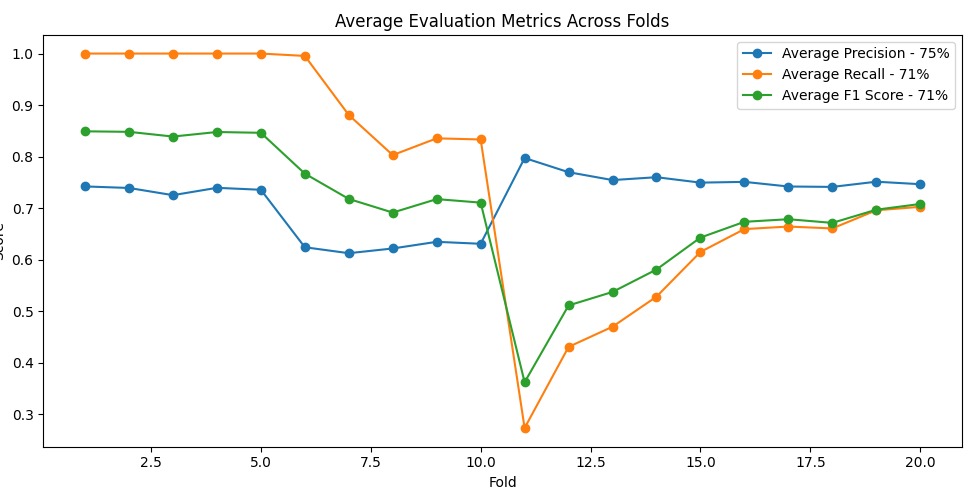 Average Evaluation Metrics Across Folds
Average Precision - 75%
Average Recall - 71%
Average F1 Score - 71%
1.0
0.9
0.8
0.7
0.6
0.5
0.4
0.3
2.5 5.0 7.5 10.0 12.5 15.0 17.5 20.0
Fold